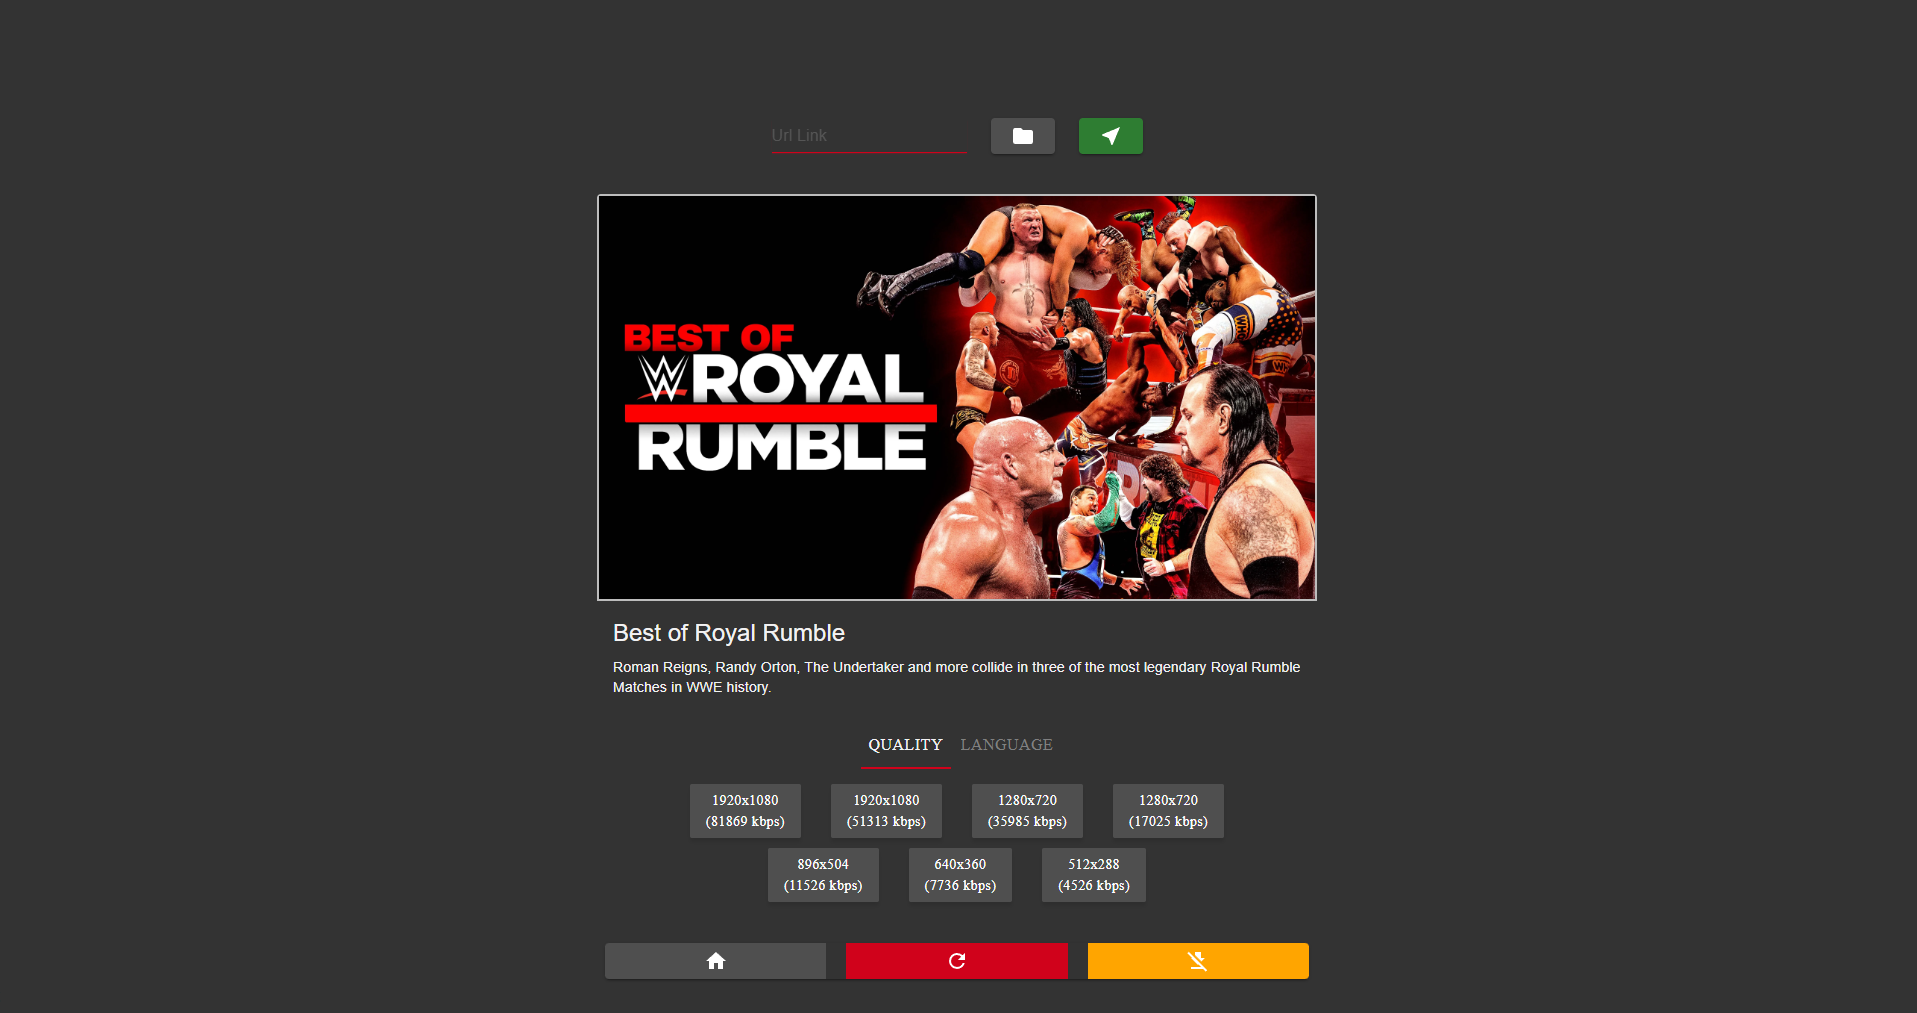 Url Link
BEST OF
W ROYAL
RUMBLE
Best of Royal Rumble
Roman Reigns, Randy Orton, The Undertaker and more collide in three of the most legendary Royal Rumble
Matches in WWE history.
QUALITY LANGUAGE
1920x1080 1920x1080 1280x720 1280x720
(81869 kbps) (51313 kbps) (35985 kbps) (17025 kbps)
896x504 640x360 512x288
(11526 kbps) (7736 kbps) (4526 kbps)